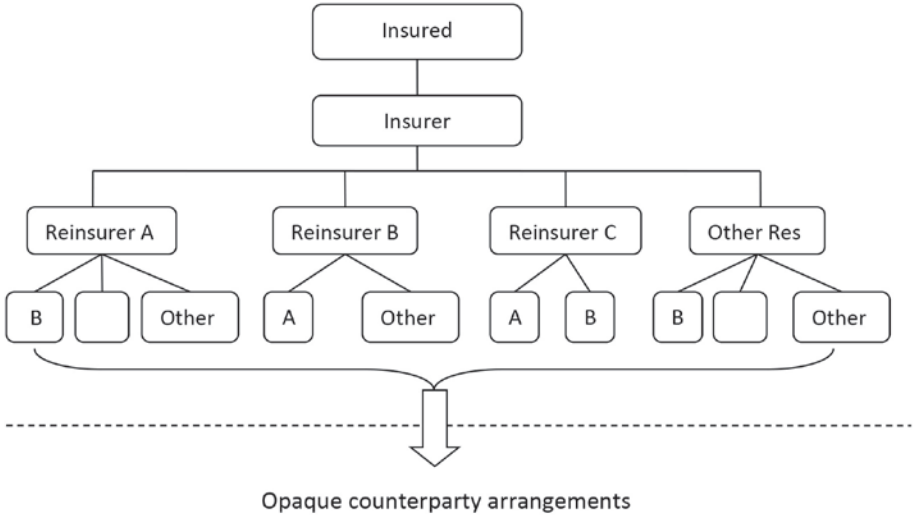 Insured
Insurer
Reinsurer A
Reinsurer B
Reinsurer C
Other Res
B
Other
A
Other
A
B
B
Other
Opaque counterparty arrangements